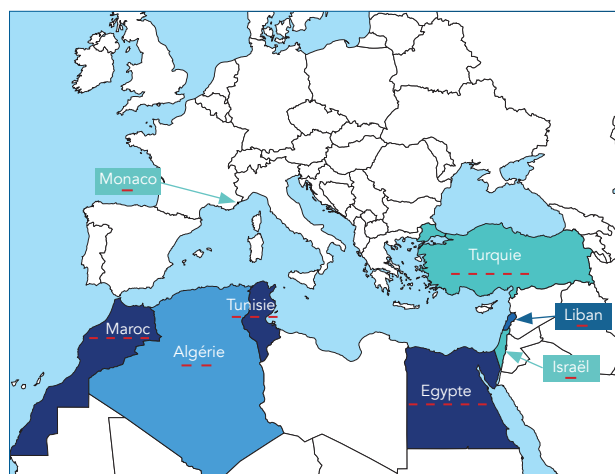 Monaco
Turquie
Tunisie
Liban
Maroc
Algérie
Israël
Egypte